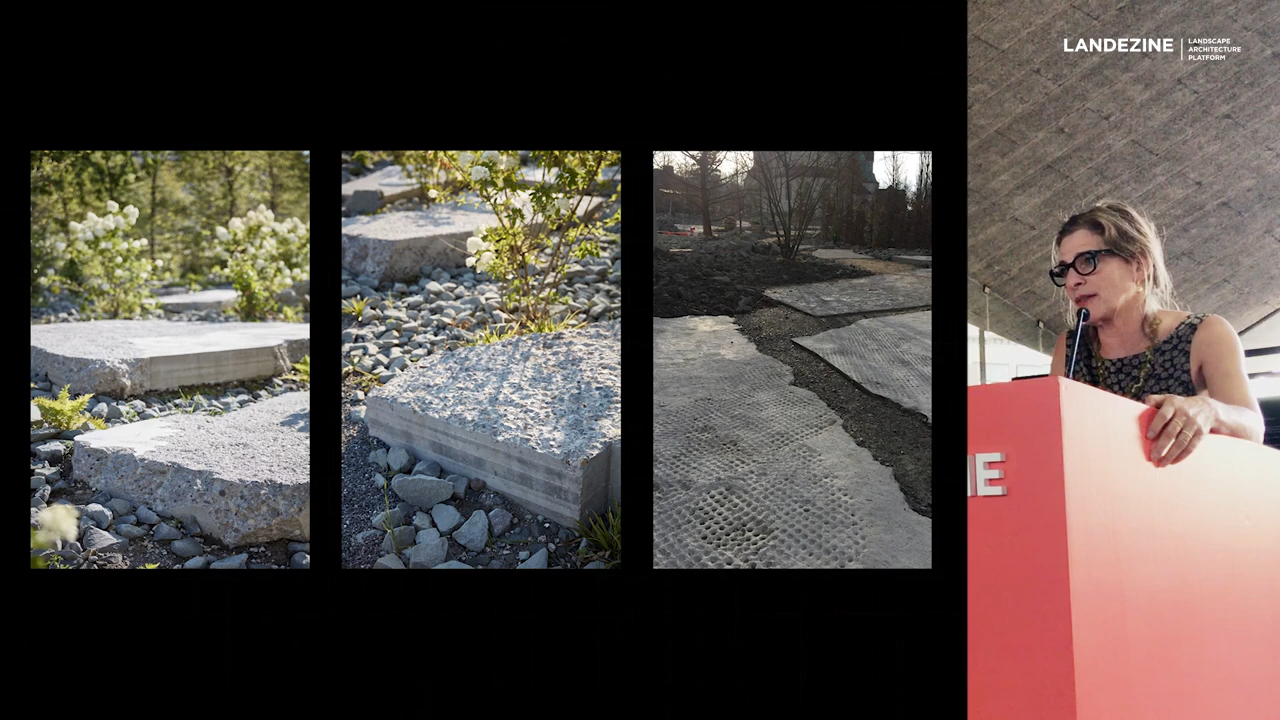 LANDEZINE
LANDSCAPE
ARCHITECTURE
PLATFORM
IE